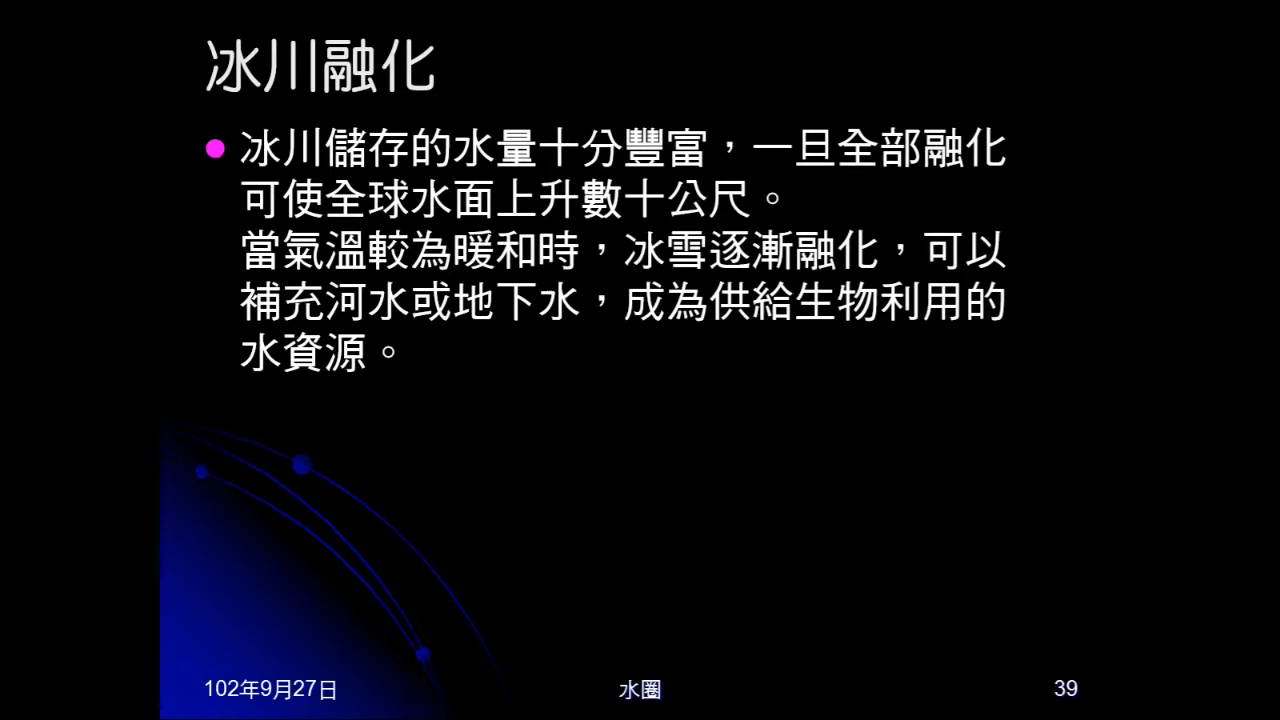 冰川融化
冰川儲存的水量十分豐富，一旦全部融化
可使全球水面上升數十公尺。
當氣溫較為暖和時，冰雪逐漸融化，可以
補充河水或地下水，成為供給生物利用的
水資源。
102年9月27日
水圈
39